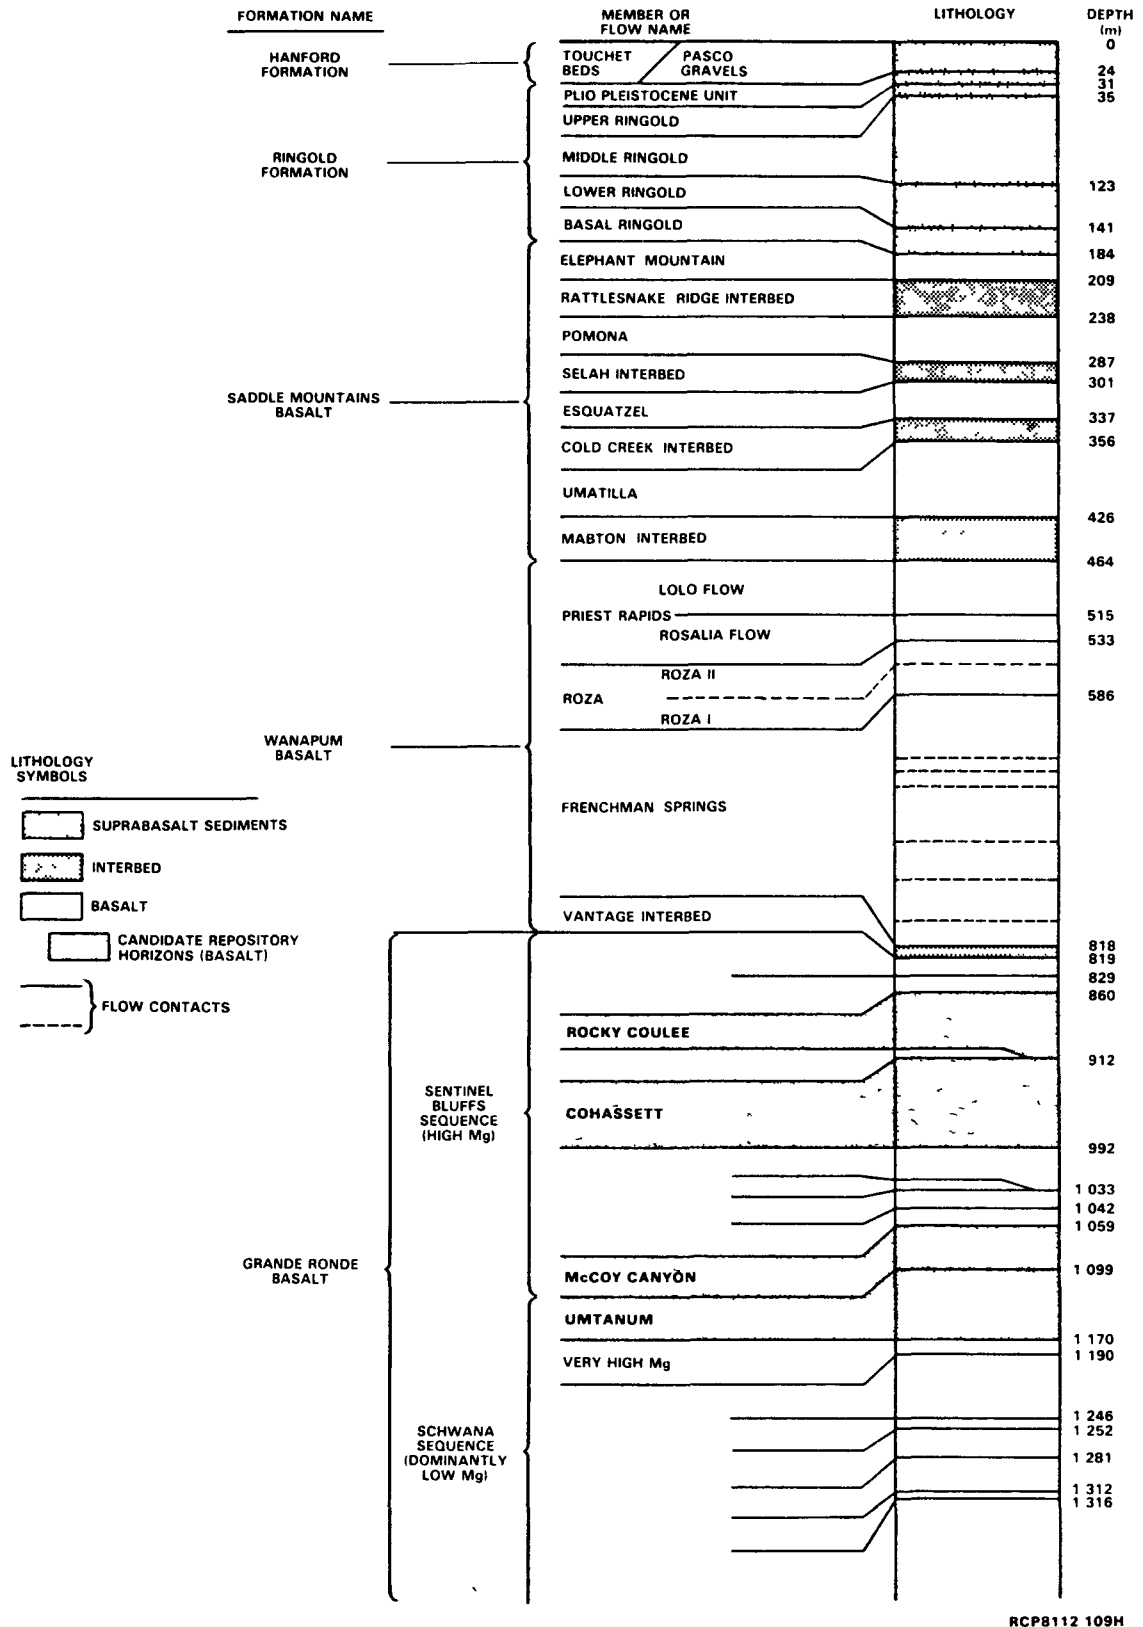 FORMATION NAME
MEMBER OR
FLOW NAME
LITHOLOGY
DEPTH
(m)
0
HANFORD
FORMATION
TOUCHET
BEDS
PASCO
GRAVELS
24
31
PLIO PLEISTOCENE UNIT
35
UPPER RINGOLD
RINGOLD
FORMATION
MIDDLE RINGOLD
123
LOWER RINGOLD
BASAL RINGOLD
141
184
ELEPHANT MOUNTAIN
209
RATTLESNAKE RIDGE INTERBED
238
POMONA
287
SELAH INTERBED
301
SADDLE MOUNTAINS
BASALT
ESQUATZEL
337
COLD CREEK INTERBED
356
UMATILLA
426
MABTON INTERBED
464
LOLO FLOW
PRIEST RAPIDS
515
ROSALIA FLOW
533
ROZA II
ROZA
586
ROZA I
WANAPUM
BASALT
LITHOLOGY
SYMBOLS
FRENCHMAN SPRINGS
SUPRABASALT SEDIMENTS
INTERBED
BASALT
VANTAGE INTERBED
CANDIDATE REPOSITORY
HORIZONS (BASALT)
818
819
829
860
FLOW CONTACTS
ROCKY COULEE
912
SENTINEL
BLUFFS
SEQUENCE
(HIGH Mg)
COHASSETT
992
1 033
1 042
1 059
GRANDE RONDE
BASALT
McCOY CANYON
1 099
UMTANUM
1 170
VERY HIGH Mg
1 190
1 246
1 252
SCHWANA
SEQUENCE
(DOMINANTLY
LOW Mg)
1 281
1 312
1 316
RCP8112 109H